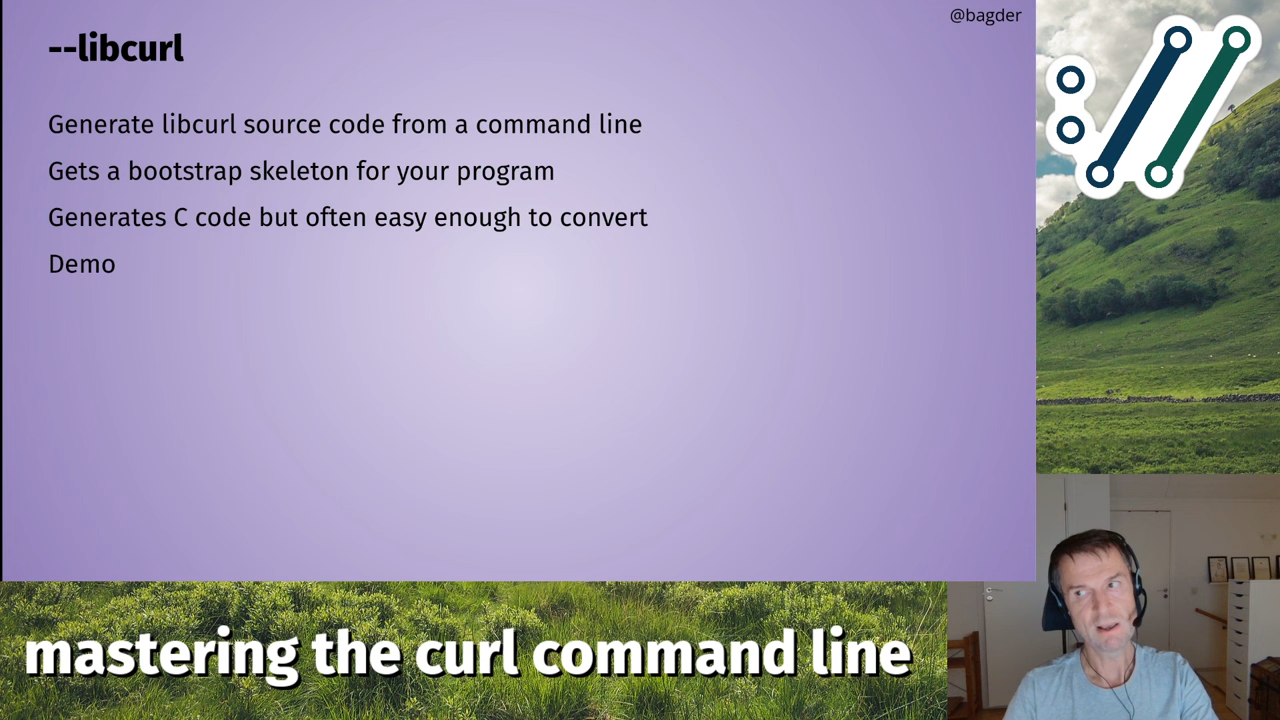 @bagder
--libcurl
Generate libcurl source code from a command line
Gets a bootstrap skeleton for your program
Generates C code but often easy enough to convert
Demo
mastering the curl command line